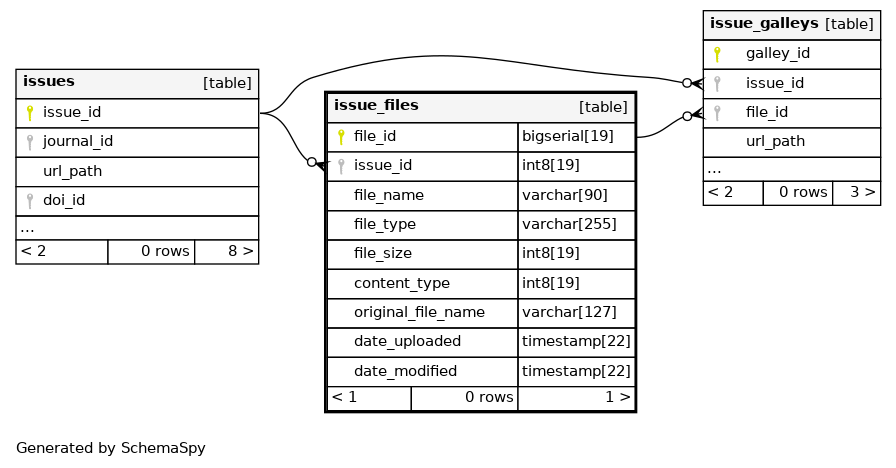 issues [table]
issue_id
journal_id
url_path
doi_id
...
< 2 0 rows 8 >
issue_files [table]
file_id bigserial[19]
issue_id int8[19]
file_name varchar[90]
file_type varchar[255]
file_size int8[19]
content_type int8[19]
original_file_name varchar[127]
date_uploaded timestamp[22]
date_modified timestamp[22]
< 1 0 rows 1 >
issue_galleys [table]
galley_id
issue_id
file_id
url_path
...
< 2 0 rows 3 >
Generated by SchemaSpy